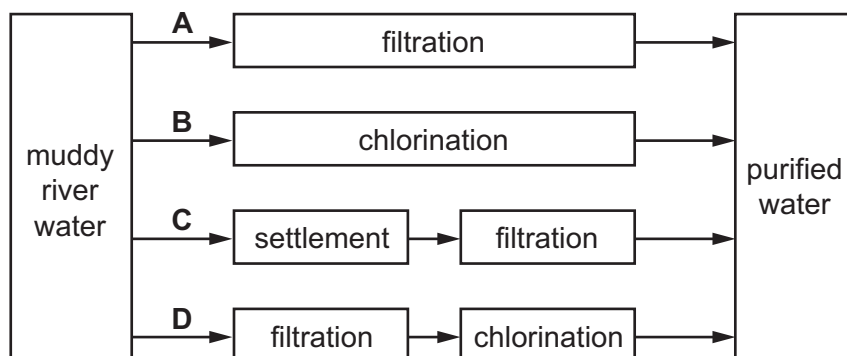 A
filtration
B
chlorination
muddy
river
water
purified
water
C
settlement
filtration
D
filtration
chlorination